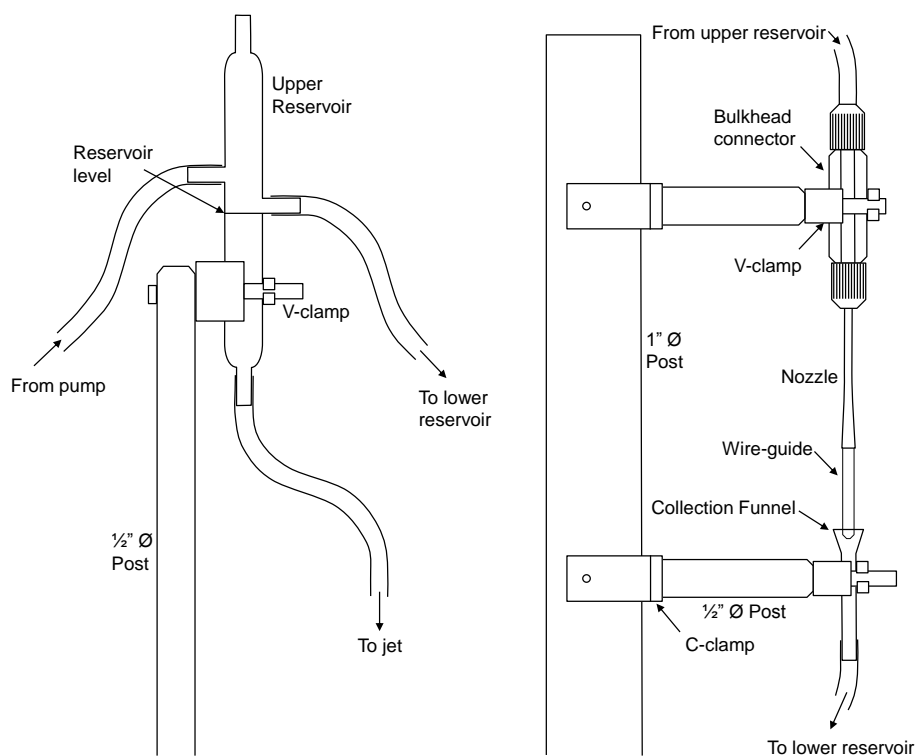 Upper
Reservoir
Reservoir
level
V-clamp
From pump
To lower
reservoir
½” Ø
Post
To jet
From upper reservoir
Bulkhead
connector
V-clamp
1” Ø
Post
Nozzle
Wire-guide
Collection Funnel
½” Ø Post
C-clamp
To lower reservoir